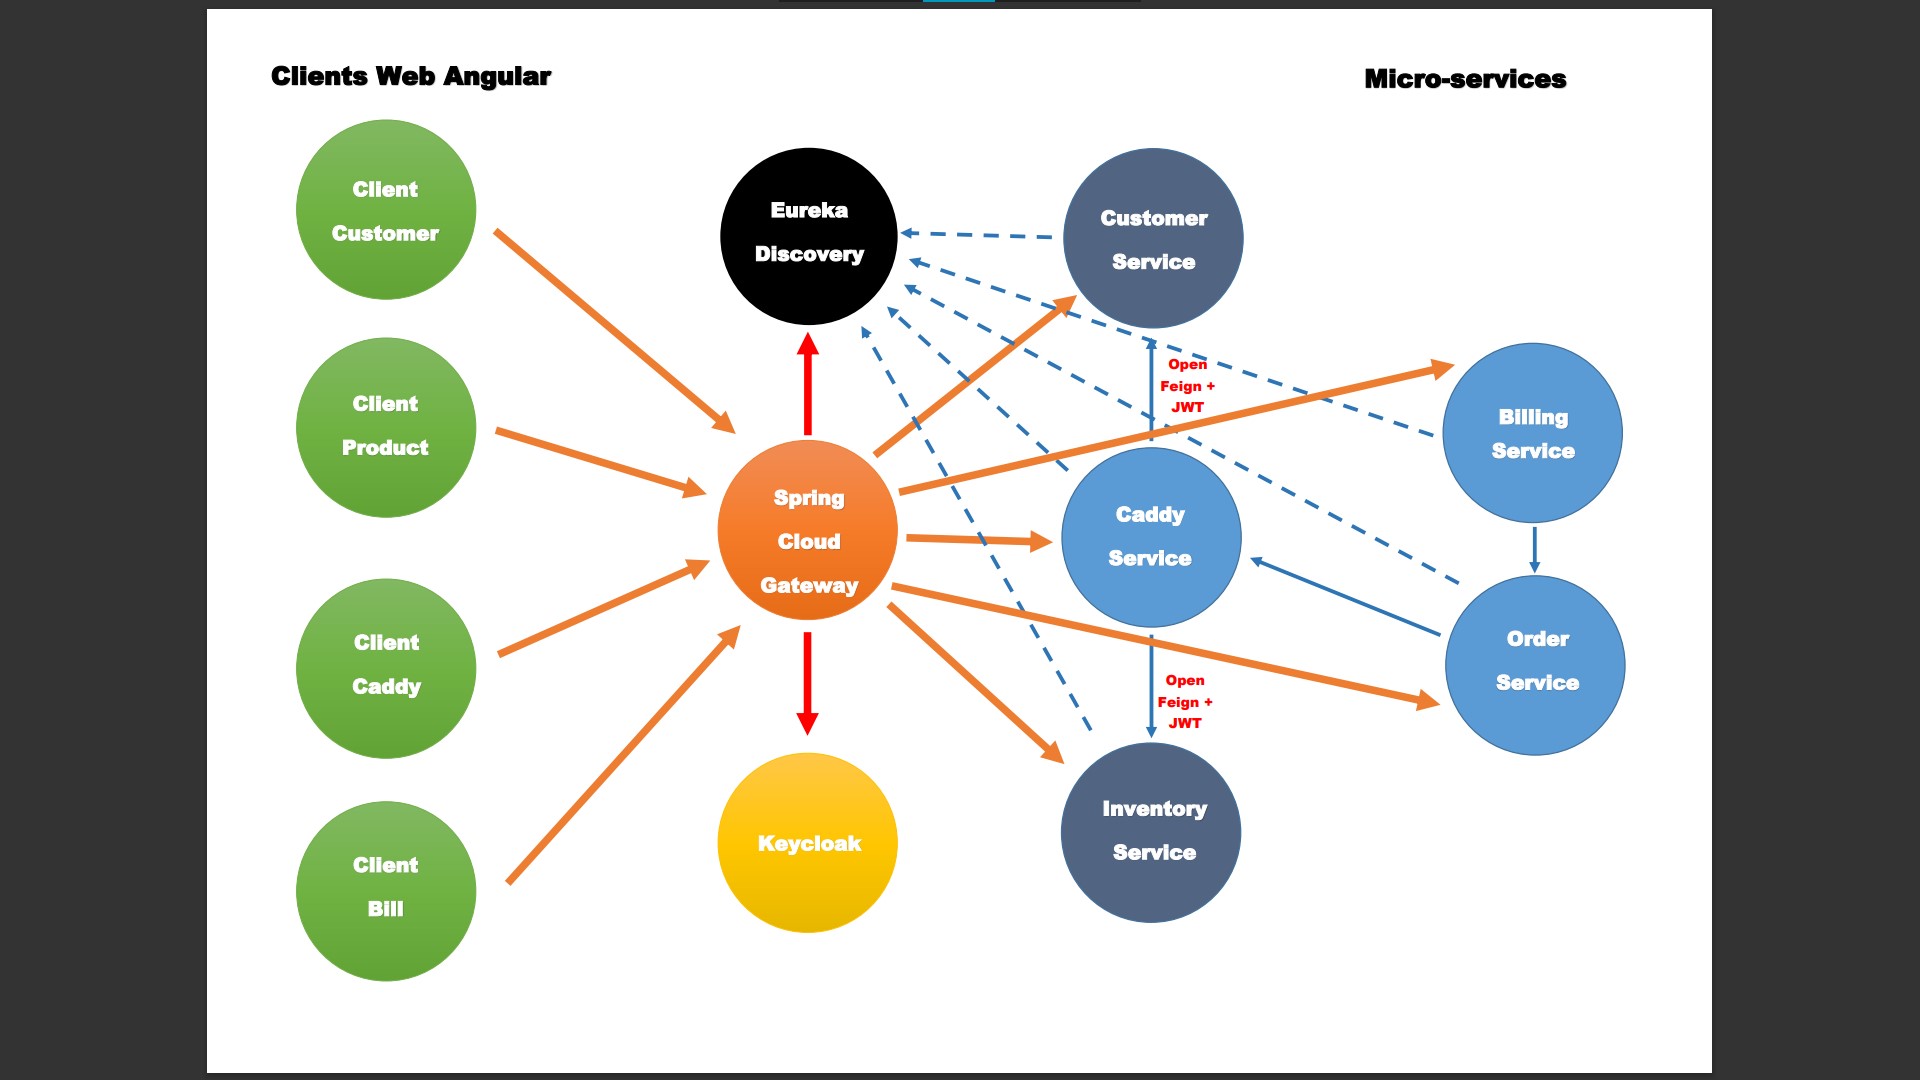 Clients Web Angular
Micro-services
Client
Customer
Eureka
Discovery
Customer
Service
Open
Feign +
JWT
Client
Product
Billing
Service
Spring
Cloud
Gateway
Caddy
Service
Client
Caddy
Order
Service
Open
Feign +
JWT
Keycloak
Inventory
Service
Client
Bill